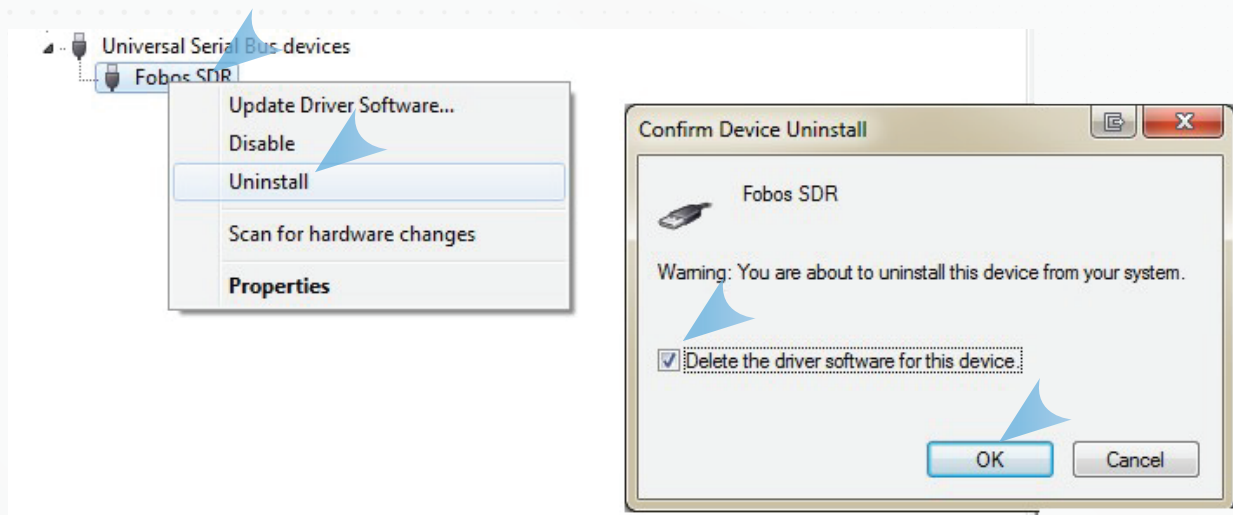 Universal Serial Bus devices
Fobos SDR
Update Driver Software...
Disable
Uninstall
Scan for hardware changes
Properties
Confirm Device Uninstall
Fobos SDR
Warning: You are about to uninstall this device from your system.
Delete the driver software for this device.
OK
Cancel